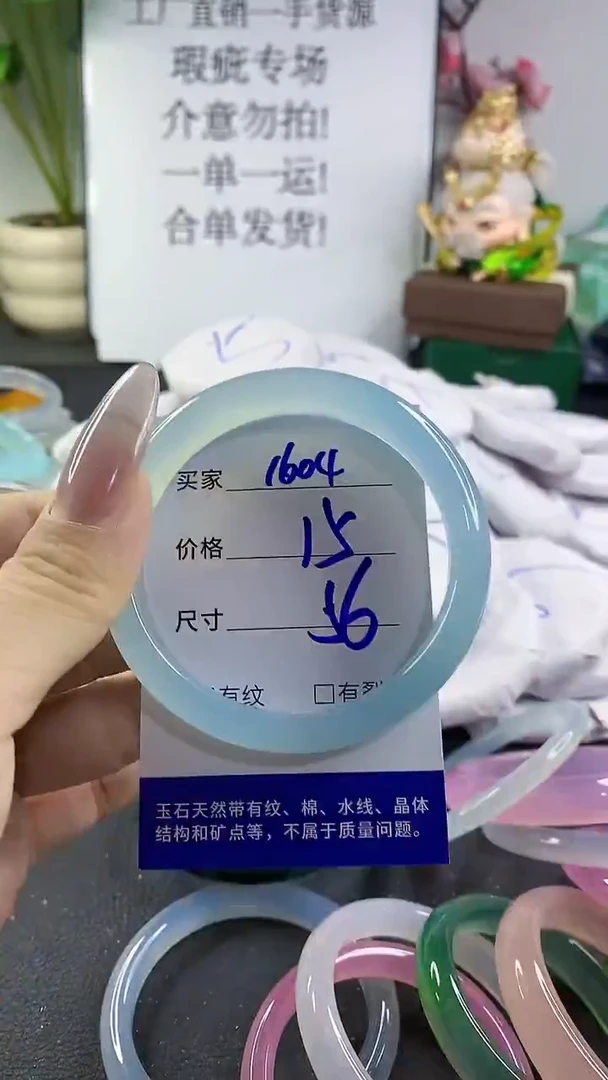 工厂直销一手货源
瑕疵专场
介意勿拍!
一单一运!
合单发货!
买家 1604
价格 15
尺寸 56
有纹 □有裂
玉石天然带有纹、棉、水线、晶体
结构和矿点等，不属于质量问题。